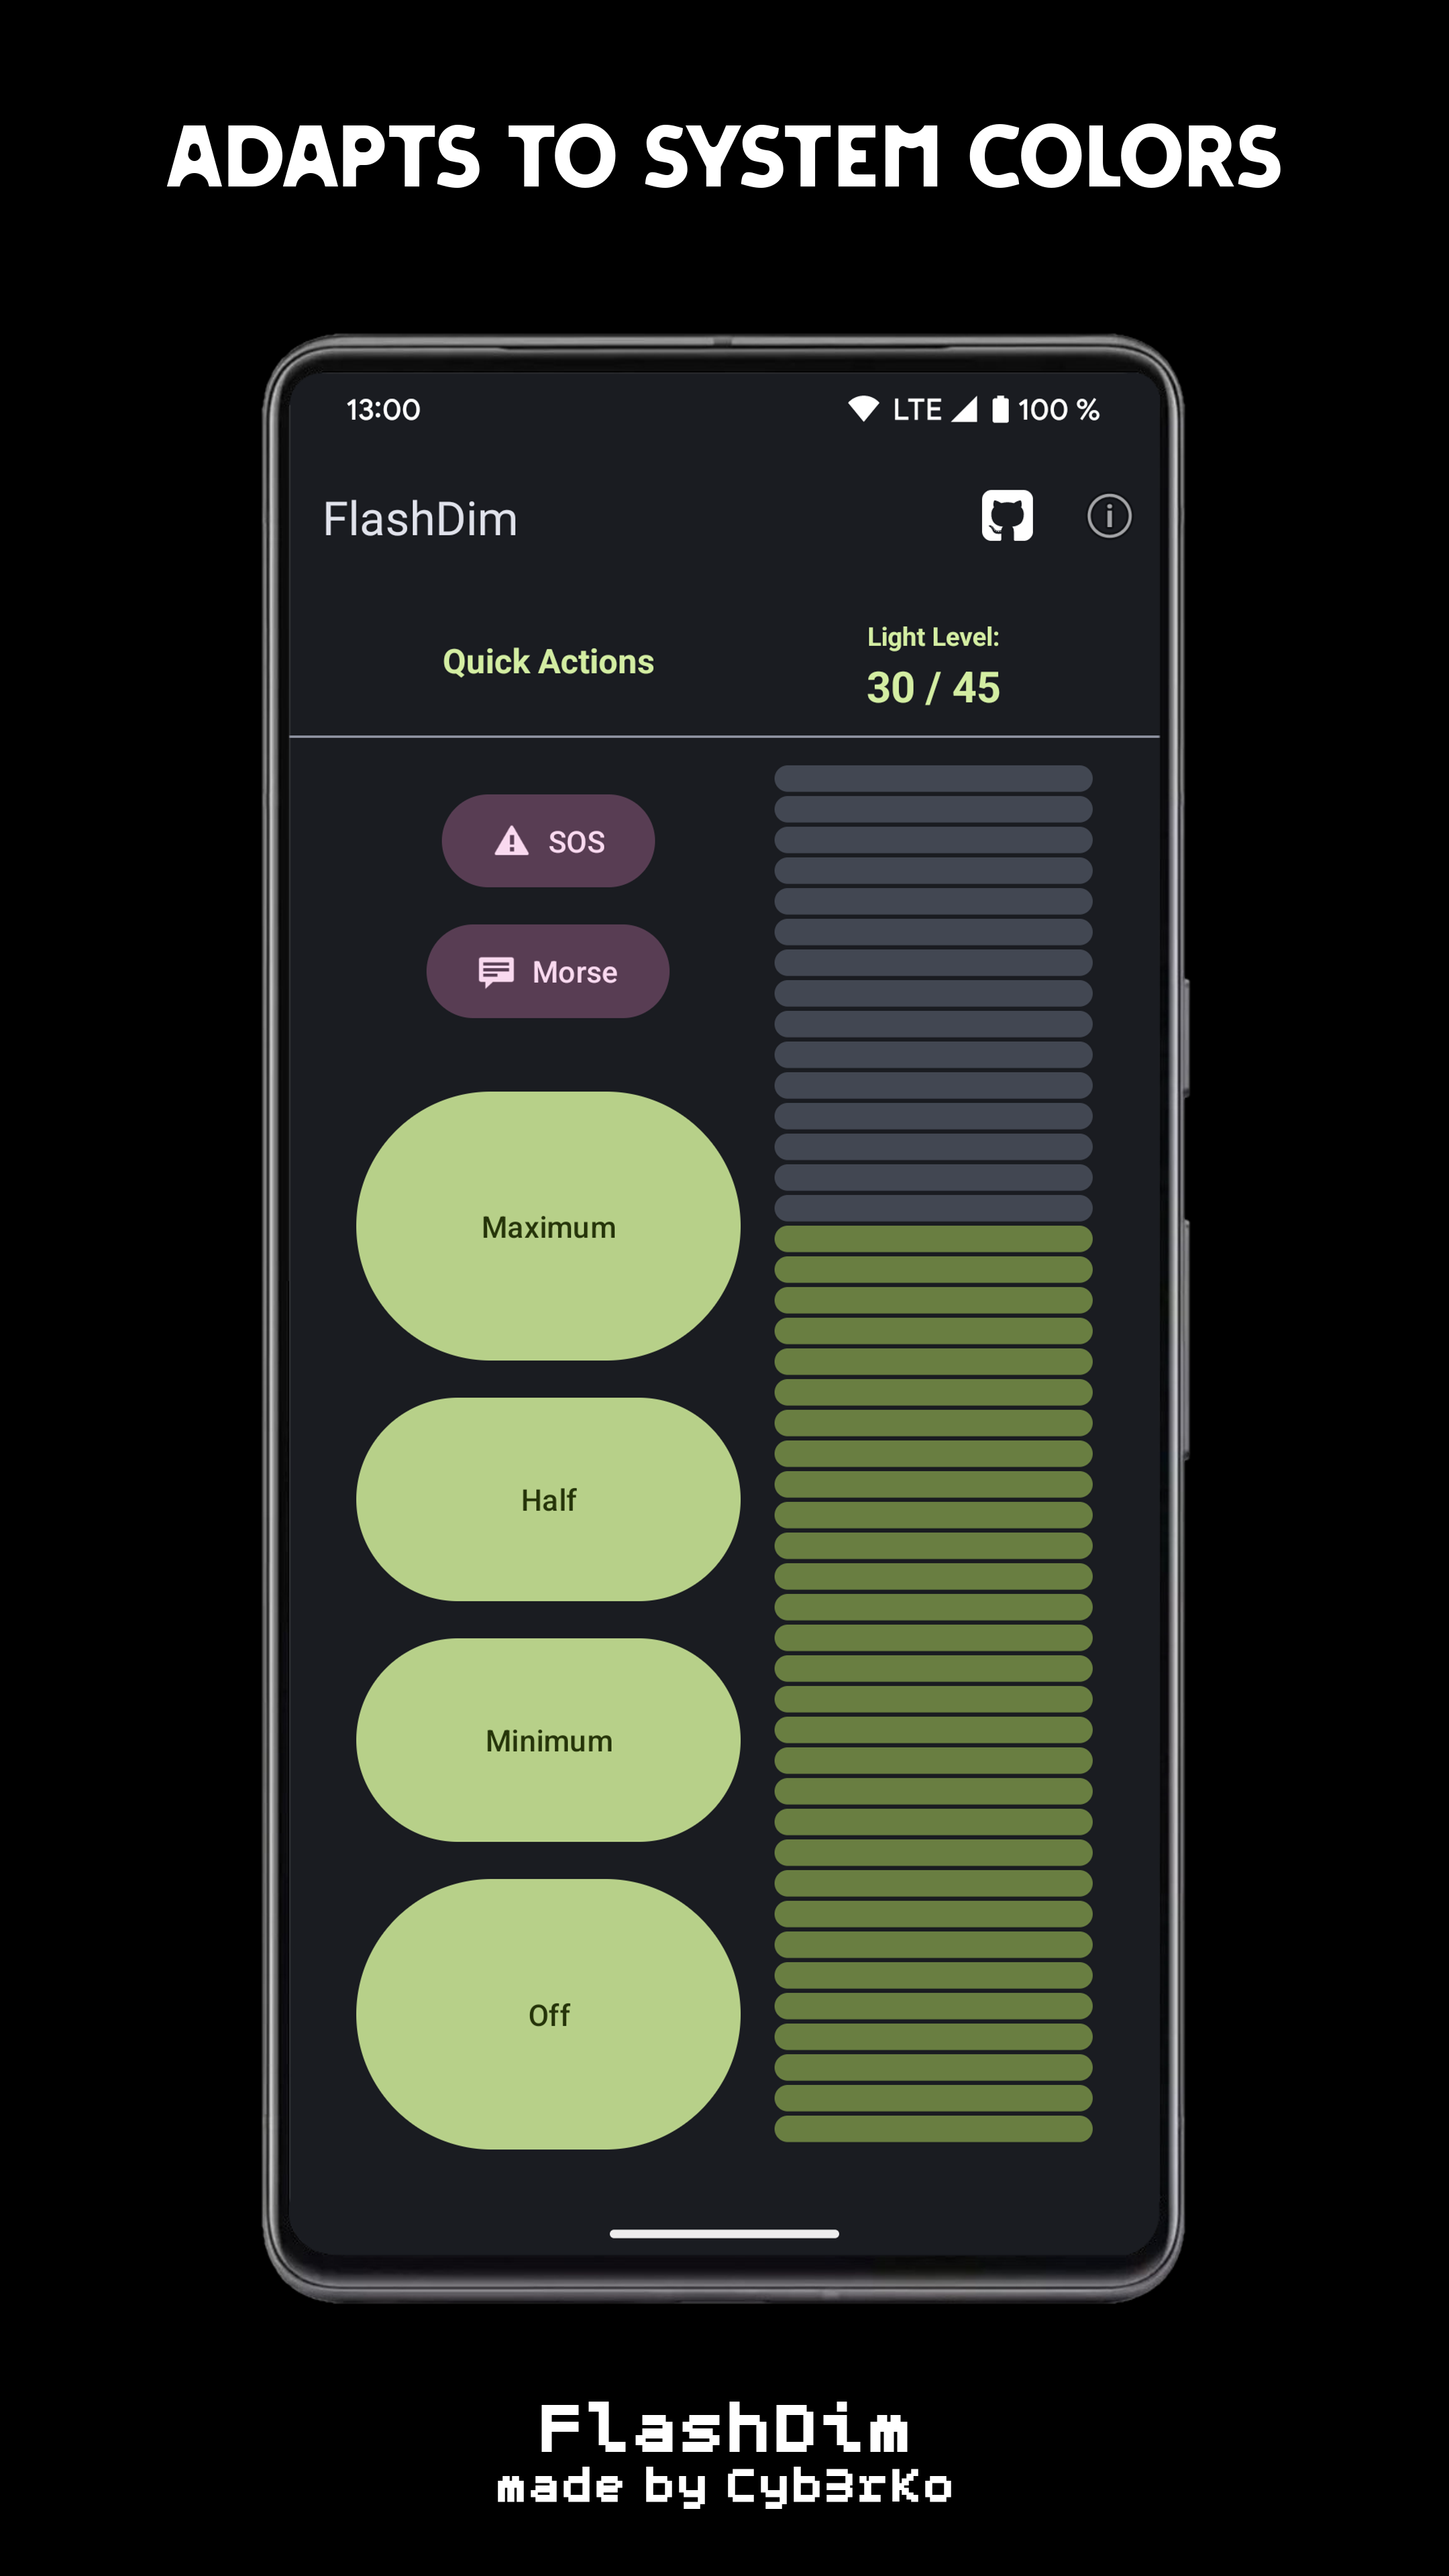 ADAPTS TO SYSTEM COLORS
13:00 LTE 100 %
FlashDim
Quick Actions
Light Level:
30 / 45
SOS
Morse
Maximum
Half
Minimum
Off
FlashDim
made by Cyb3rKo